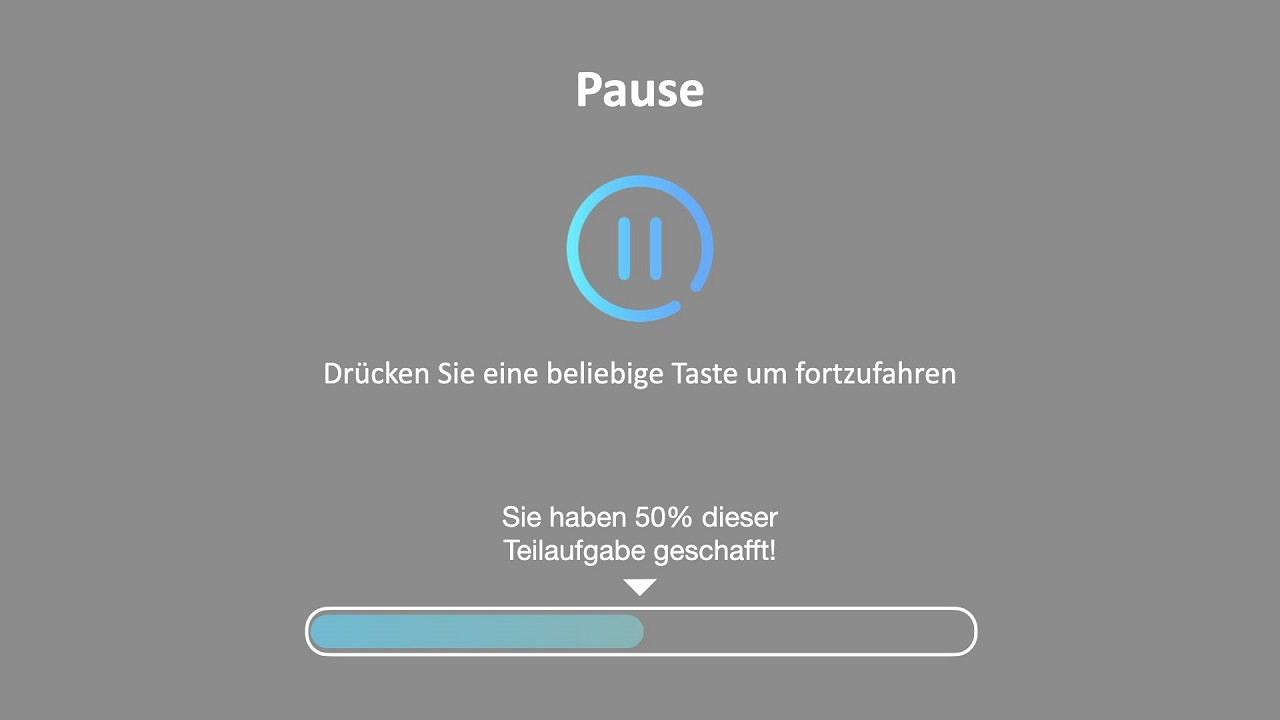 Pause
Drücken Sie eine beliebige Taste um fortzufahren
Sie haben 50% dieser
Teilaufgabe geschafft!